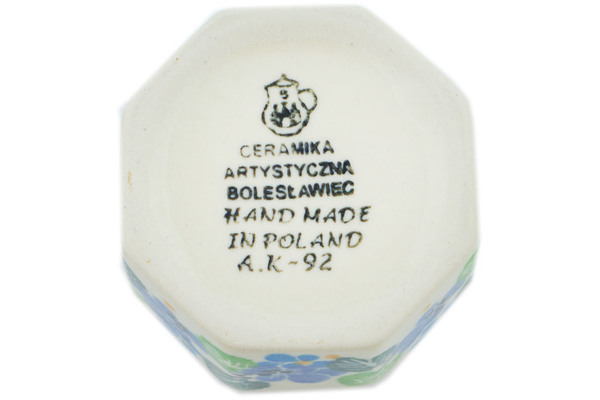 CERAMIKA
ARTYSTYCZNA
BOLESŁAWIEC
HAND MADE
IN POLAND
A.K-92